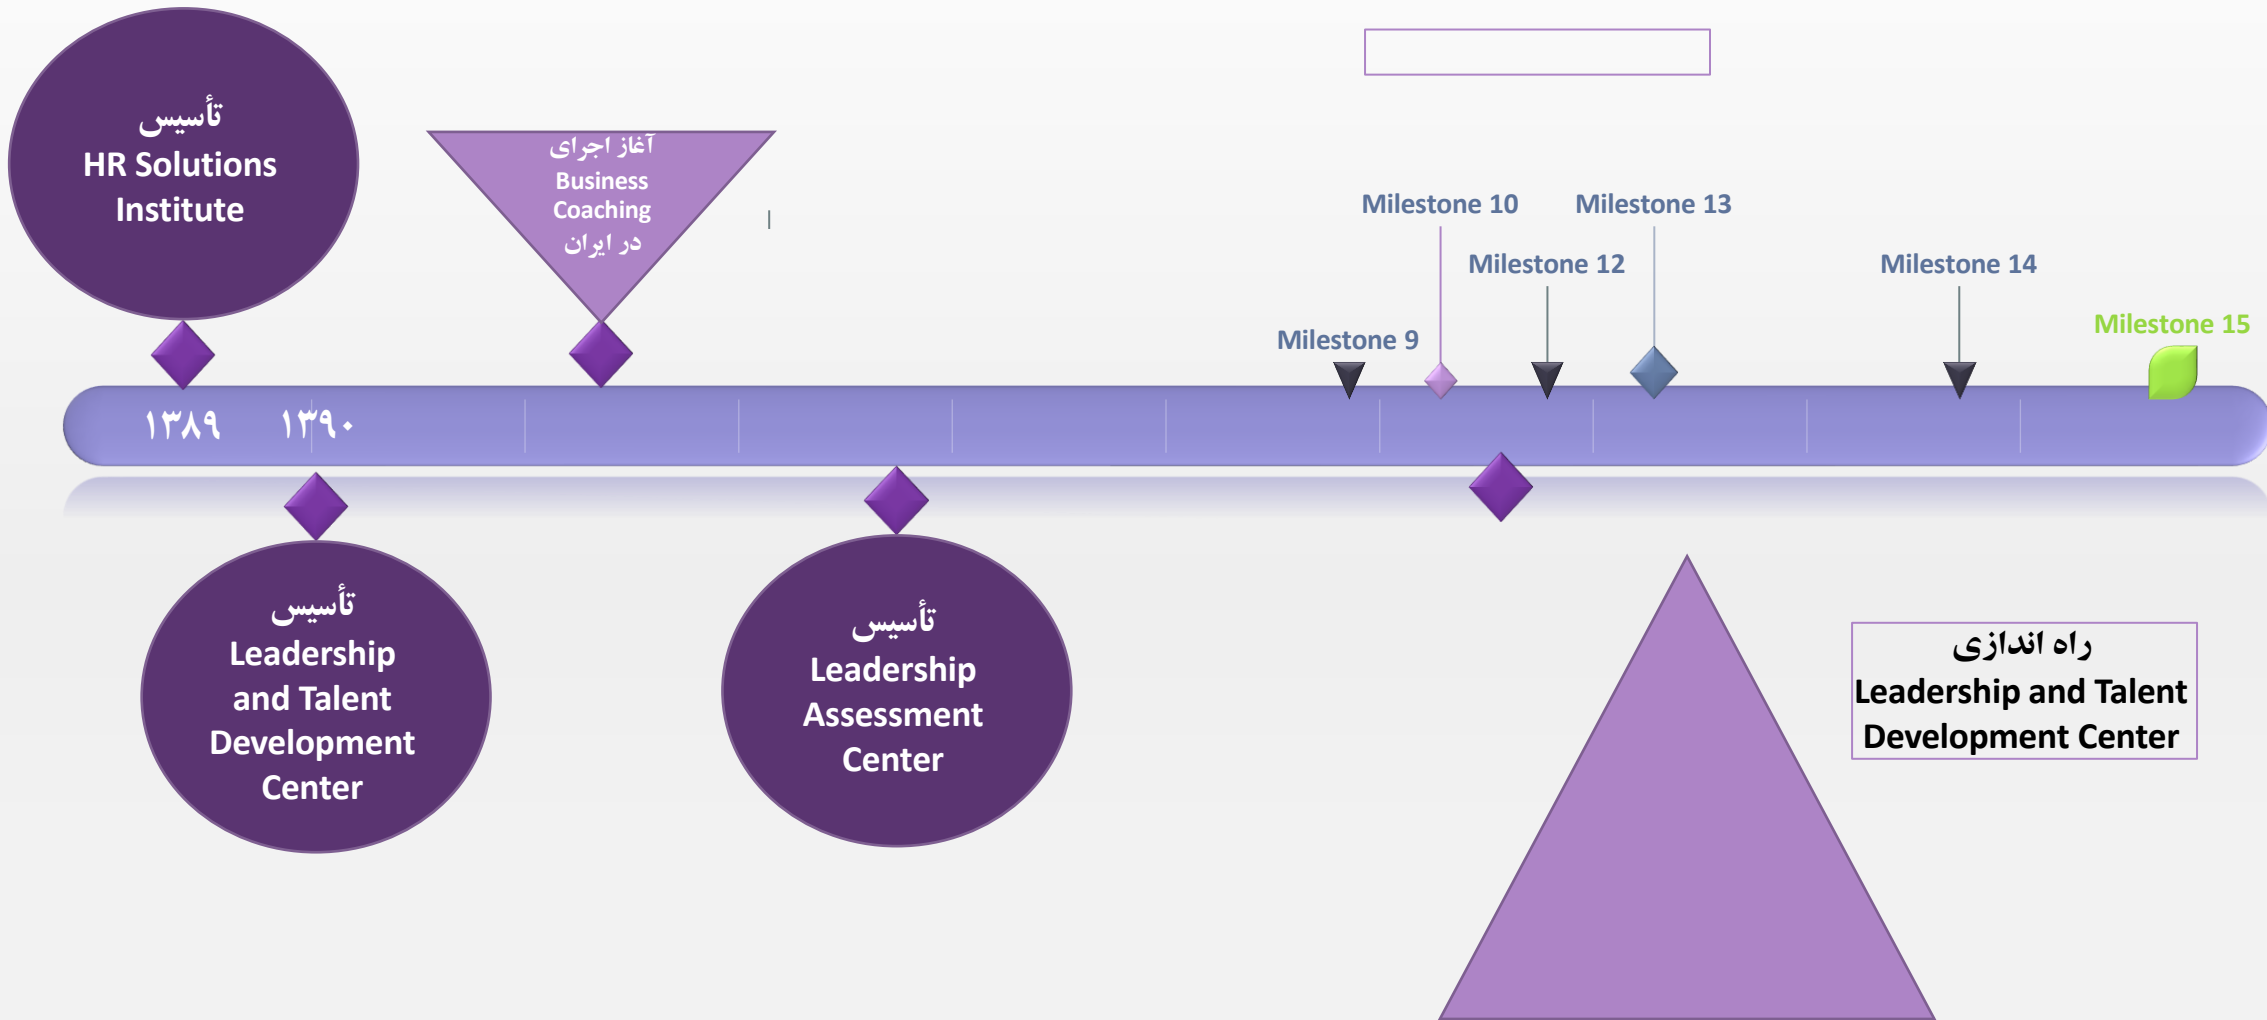 تأسیس
HR Solutions
Institute
آغاز اجرای
Business
Coaching
در ایران
Milestone 10
Milestone 13
Milestone 12
Milestone 14
Milestone 15
Milestone 9
۱۳۸۹
۱۳۹۰
تأسیس
Leadership
and Talent
Development
Center
تأسیس
Leadership
Assessment
Center
راه اندازی
Leadership and Talent
Development Center